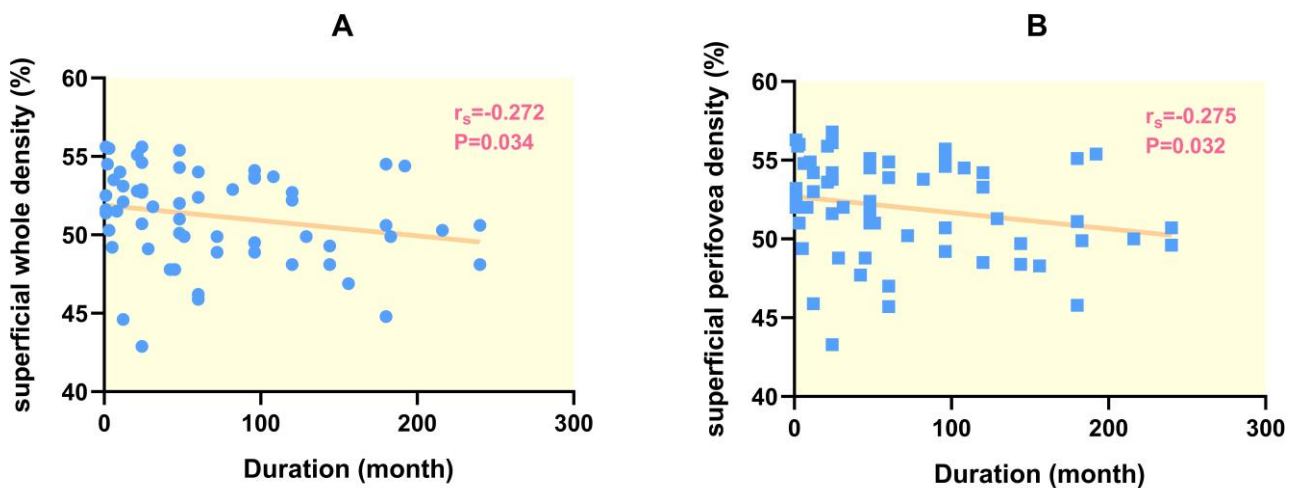 A
superficial whole density (%)
60
55
50
45
40
rs=-0.272
P=0.034
0
100
200
300
Duration (month)
B
superficial perifovea density (%)
60
55
50
45
40
rs=-0.275
P=0.032
0
100
200
300
Duration (month)